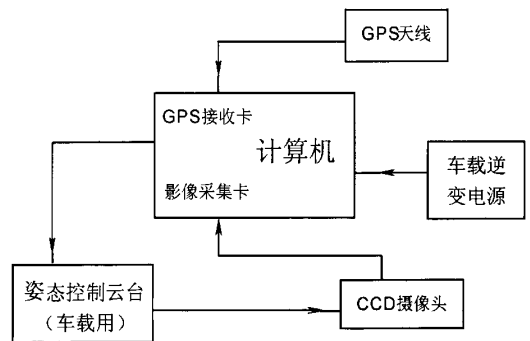 GPS天线
GPS接收卡
计算机
影像采集卡
车载逆
变电源
姿态控制云台
（车载用）
CCD摄像头